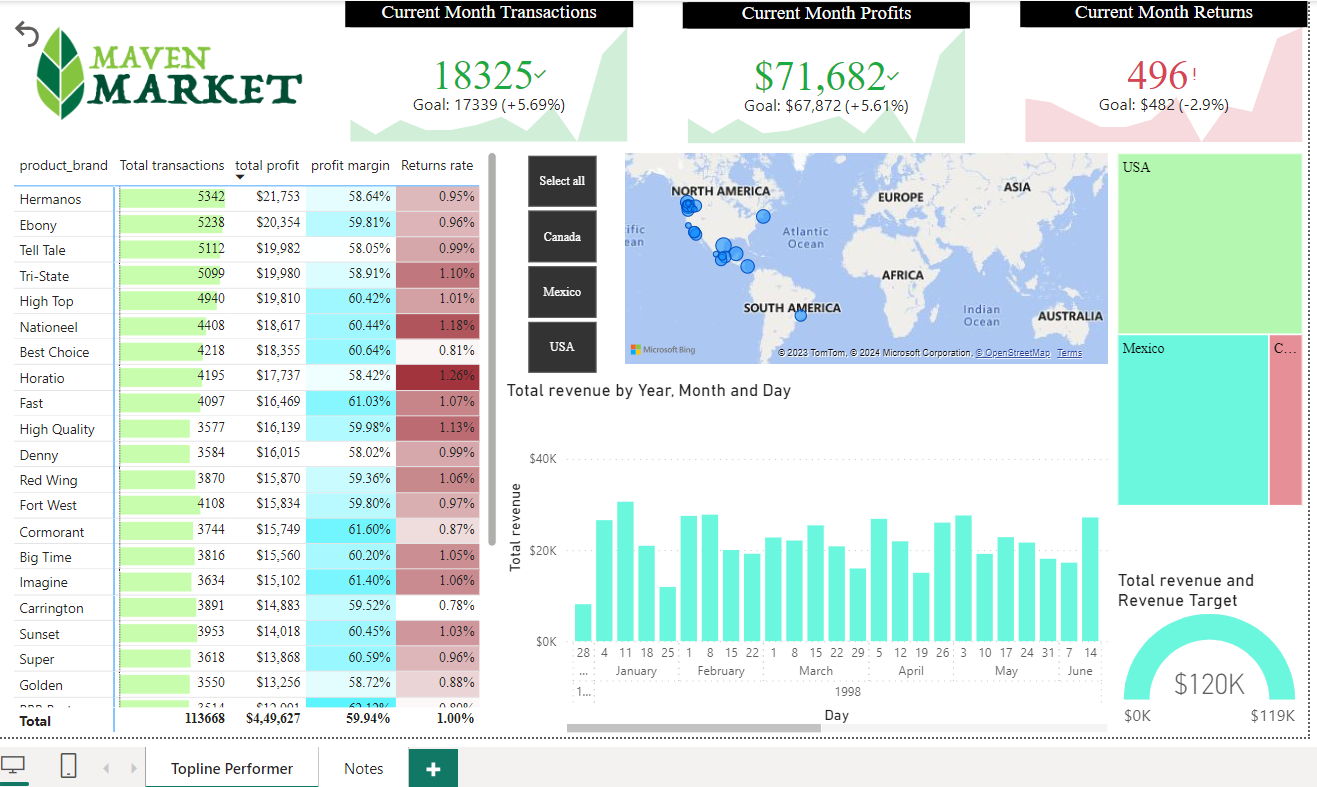 Current Month Transactions
18325
Goal: 17339 (+5.69%)
Current Month Profits
$71,682
Goal: $67,872 (+5.61%)
Current Month Returns
496!
Goal: $482 (-2.9%)
MAVEN
MARKET
product_brand Total transactions total profit profit margin Returns rate
Hermanos 5342 $21,753 58.64% 0.95%
Ebony 5238 $20,354 59.81% 0.96%
Tell Tale 5112 $19,982 58.05% 0.99%
Tri-State 5099 $19,980 58.91% 1.10%
High Top 4940 $19,810 60.42% 1.01%
Nationeel 4408 $18,617 60.44% 1.18%
Best Choice 4218 $18,355 60.64% 0.81%
Horatio 4195 $17,737 58.42% 1.26%
Fast 4097 $16,469 61.03% 1.07%
High Quality 3577 $16,139 59.98% 1.13%
Denny 3584 $16,015 58.02% 0.99%
Red Wing 3870 $15,870 59.36% 1.06%
Fort West 4108 $15,834 59.80% 0.97%
Cormorant 3744 $15,749 61.60% 0.87%
Big Time 3816 $15,560 60.20% 1.05%
Imagine 3634 $15,102 61.40% 1.06%
Carrington 3891 $14,883 59.52% 0.78%
Sunset 3953 $14,018 60.45% 1.03%
Super 3618 $13,868 60.59% 0.96%
Golden 3550 $13,256 58.72% 0.88%
Total 113668 $4,49,627 59.94% 1.00%
Select all
Canada
Mexico
USA
NORTH AMERICA
EUROPE
ASIA
ific
ean
Atlantic
Ocean
AFRICA
SOUTH AMERICA
Indian
Ocean
AUSTRALIA
Microsoft Bing
© 2023 TomTom, © 2024 Microsoft Corporation, © OpenStreetMap Terms
USA
Mexico
C...
Total revenue by Year, Month and Day
Total revenue
$40K
$20K
$0K
28 4 11 18 25 1 8 15 22 1 8 15 22 29 5 12 19 26 3 10 17 24 31 7 14
... January February March April May June
1... 1998
Day
Total revenue and
Revenue Target
$120K
$0K
$119K
Topline Performer
Notes
+